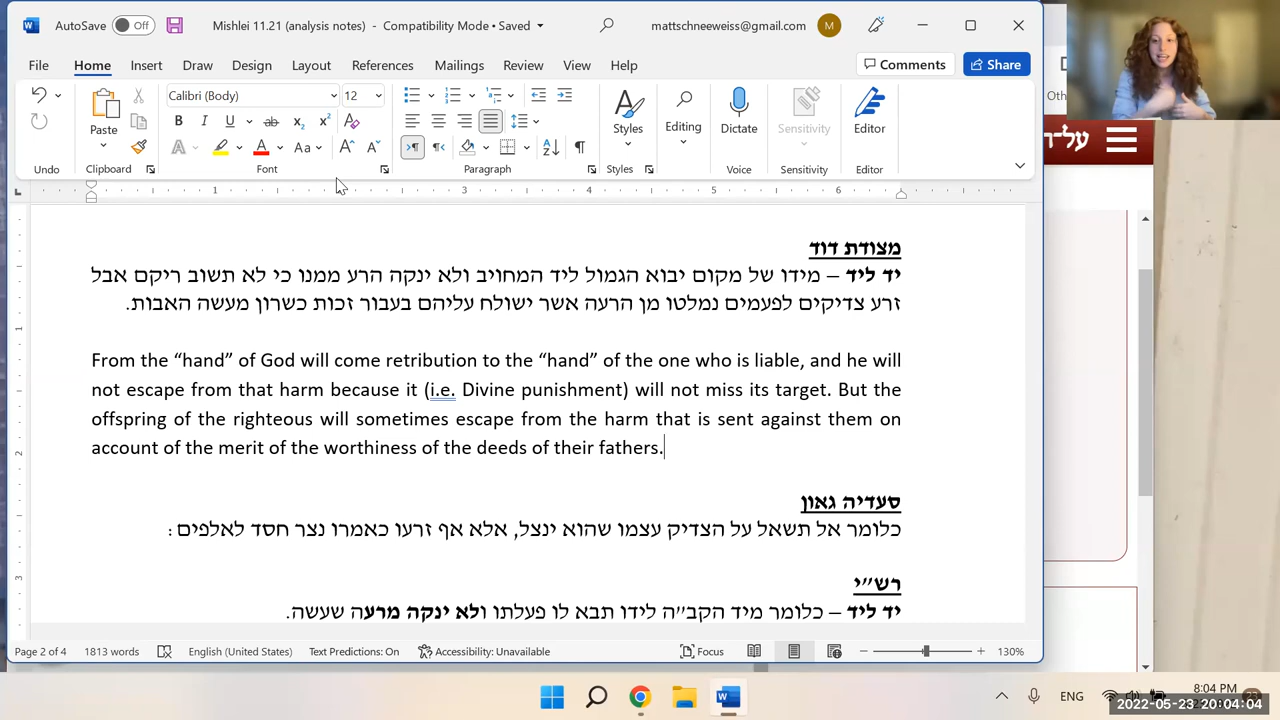 AutoSave Off Mishlei 11.21 (analysis notes) - Compatibility Mode • Saved mattschneeweiss@gmail.com M
File Home Insert Draw Design Layout References Mailings Review View Help Comments Share
Calibri (Body) 12
Paste Styles Editing Dictate Sensitivity Editor
Undo Clipboard Font Paragraph Styles Voice Sensitivity Editor
על־
1 3 4 5 6
מצודת דוד
יד ליד – מידו של מקום יבוא הגמול ליד המחויב ולא ינקה הרע ממנו כי לא תשוב ריקם אבל
זרע צדיקים לפעמים נמלטו מן הרעה אשר ישולח עליהם בעבור זכות כשרון מעשה האבות.
From the “hand” of God will come retribution to the “hand” of the one who is liable, and he will
not escape from that harm because it (i.e. Divine punishment) will not miss its target. But the
offspring of the righteous will sometimes escape from the harm that is sent against them on
account of the merit of the worthiness of the deeds of their fathers.
סעדיה גאון
כלומר אל תשאל על הצדיק עצמו שהוא ינצל, אלא אף זרעו כאמרו נצר חסד לאלפים :
רש״י
יד ליד – כלומר מיד הקב״ה לידו תבא לו פעלתו ולא ינקה מרעה שעשה.
Page 2 of 4 1813 words English (United States) Text Predictions: On Accessibility: Unavailable Focus 130%
ENG 8:04 PM
2022-05-23 20:04:04